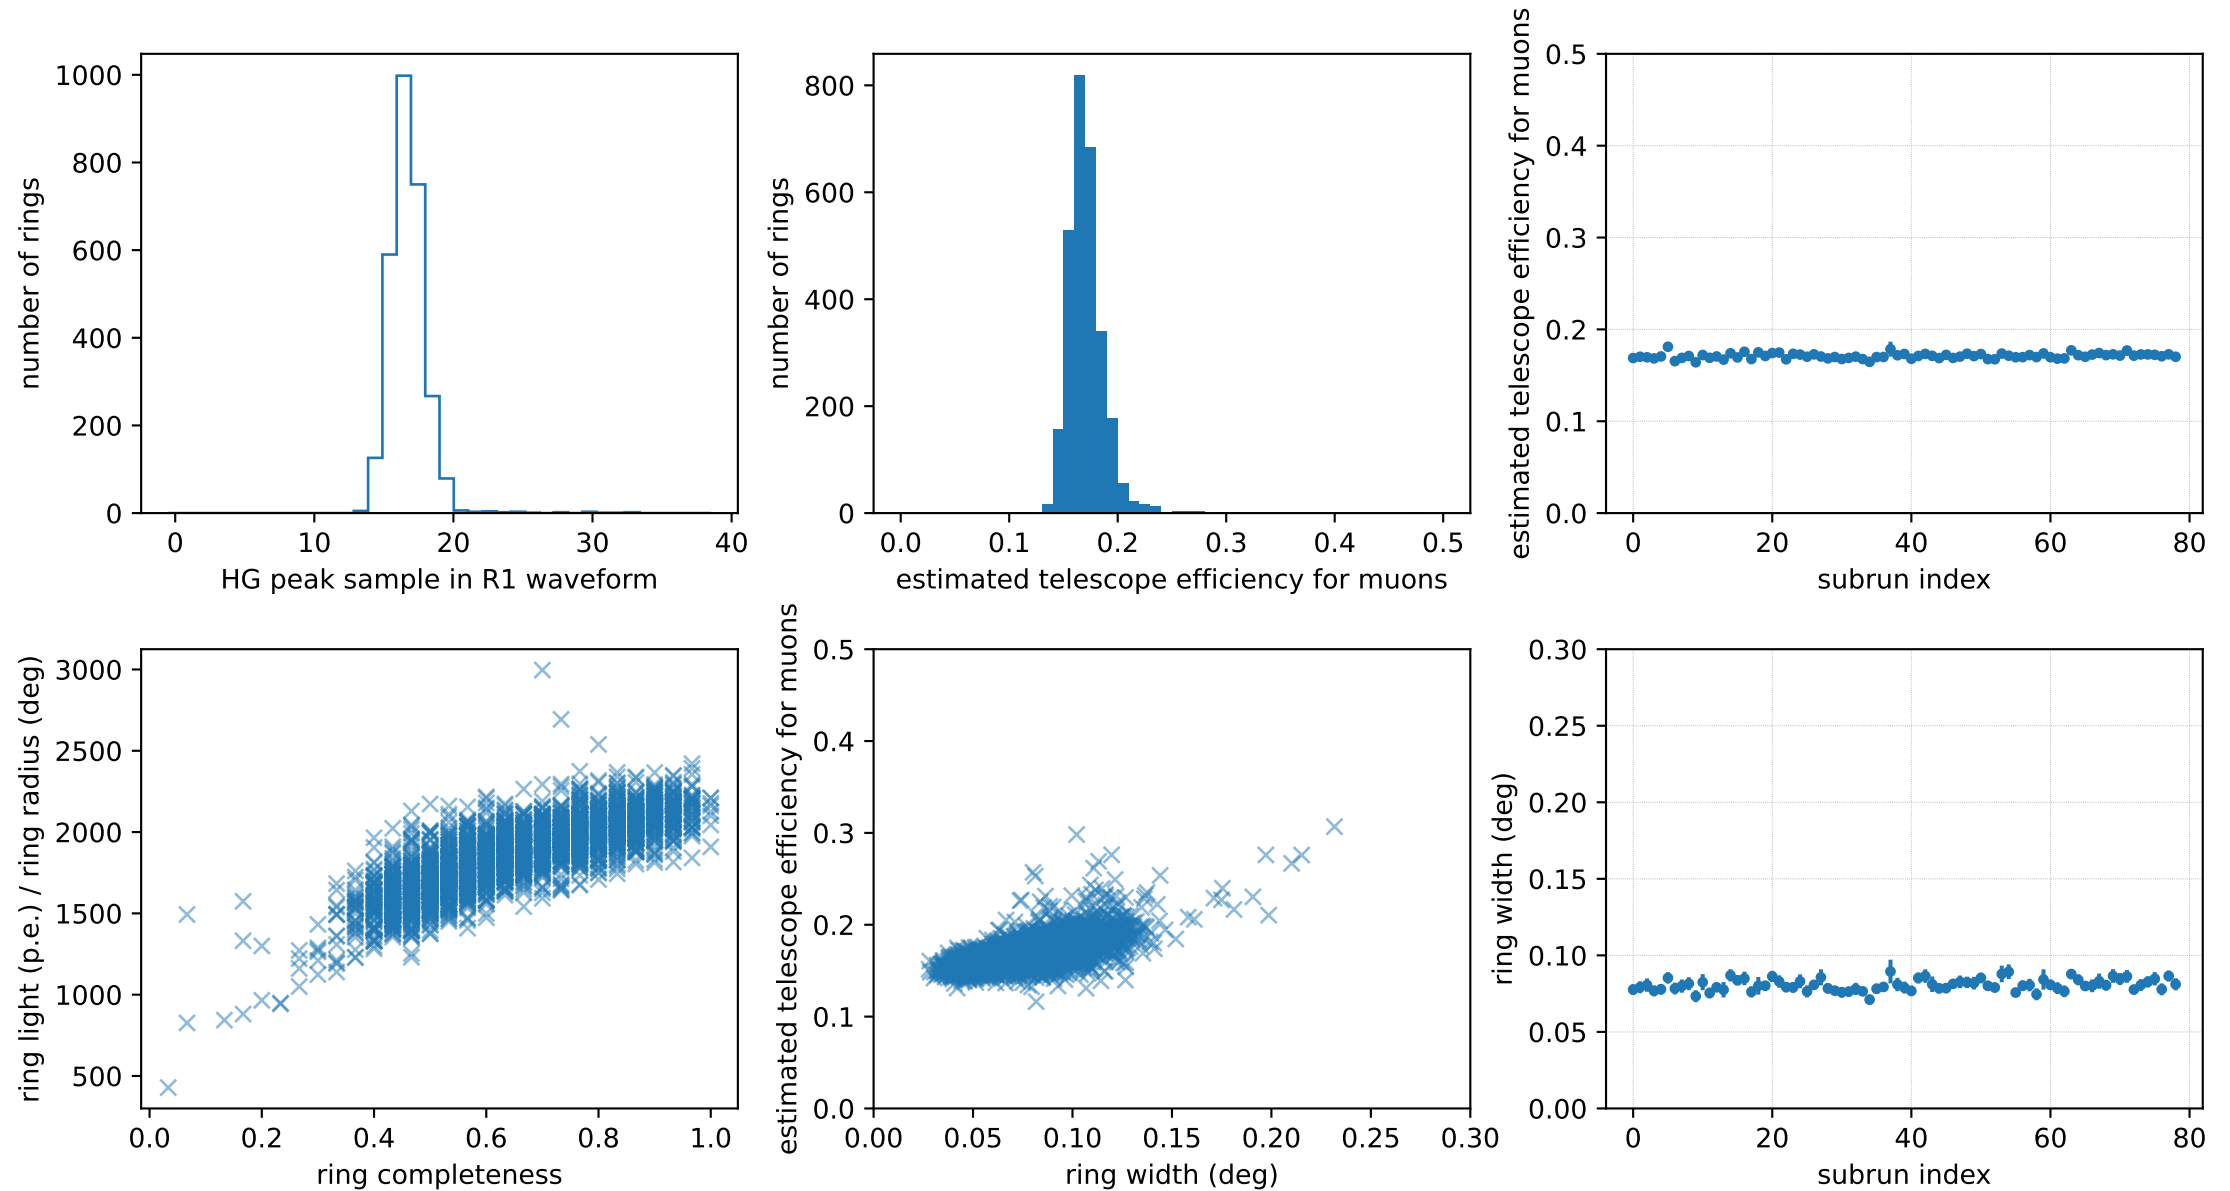 1000
800
600
400
200
0
number of rings
0 10 20 30 40
HG peak sample in R1 waveform
800
600
400
200
0
number of rings
0.0 0.1 0.2 0.3 0.4 0.5
estimated telescope efficiency for muons
0.5
0.4
0.3
0.2
0.1
0.0
estimated telescope efficiency for muons
0 20 40 60 80
subrun index
3000
2500
2000
1500
1000
500
ring light (p.e.) / ring radius (deg)
0.0 0.2 0.4 0.6 0.8 1.0
ring completeness
0.5
0.4
0.3
0.2
0.1
0.0
estimated telescope efficiency for muons
0.00 0.05 0.10 0.15 0.20 0.25 0.30
ring width (deg)
0.30
0.25
0.20
0.15
0.10
0.05
0.00
ring width (deg)
0 20 40 60 80
subrun index